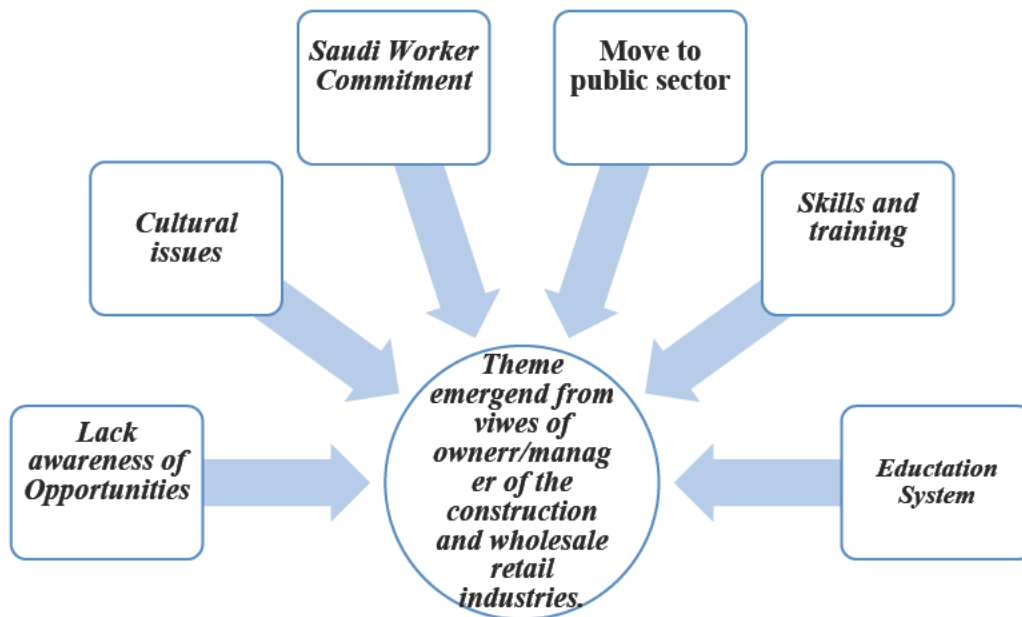 Saudi Worker
Commitment
Move to
public sector
Cultural
issues
Skills and
training
Lack
awareness of
Opportunities
Theme
emergend from
viwes of
ownerr/manag
er of the
construction
and wholesale
retail
industries.
Eductation
System